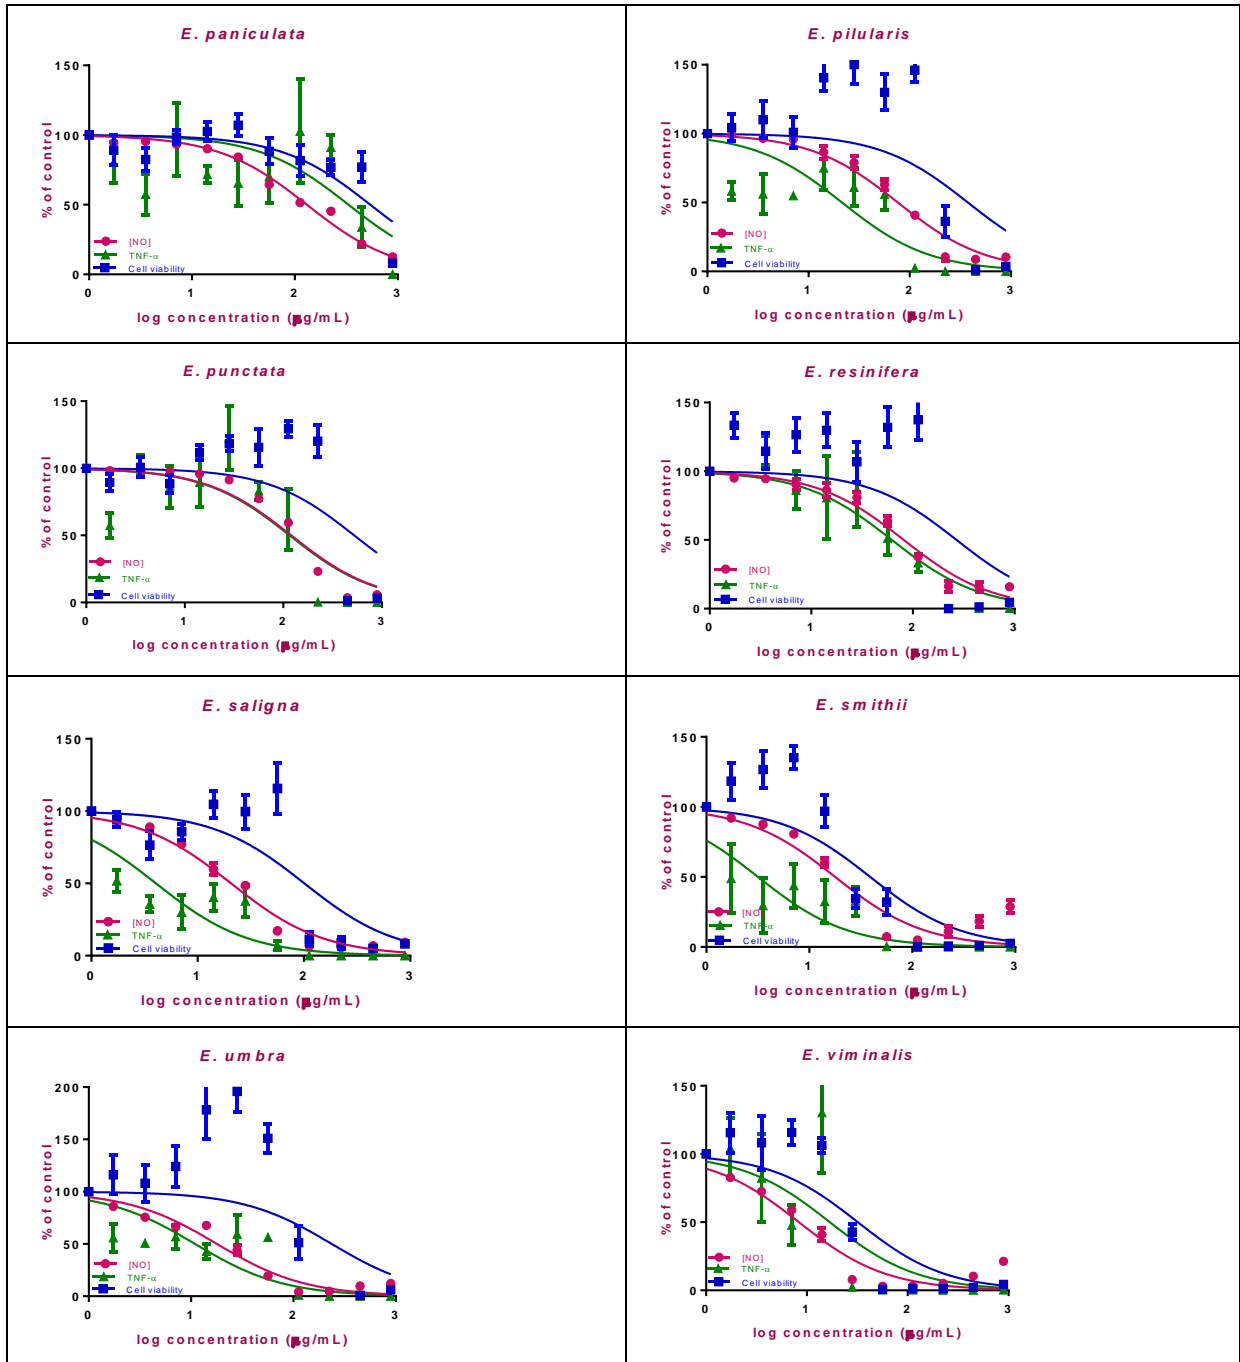 E. paniculata
150
100
50
0
% of control
[NO]
TNF-α
Cell viability
0 1 2 3
log concentration (µg/mL)
E. pilularis
150
100
50
0
% of control
[NO]
TNF-α
Cell viability
0 1 2 3
log concentration (µg/mL)
E. punctata
150
100
50
0
% of control
[NO]
TNF-α
Cell viability
0 1 2 3
log concentration (µg/mL)
E. resinifera
150
100
50
0
% of control
[NO]
TNF-α
Cell viability
0 1 2 3
log concentration (µg/mL)
E. saligna
150
100
50
0
% of control
[NO]
TNF-α
Cell viability
0 1 2 3
log concentration (µg/mL)
E. smithii
150
100
50
0
% of control
[NO]
TNF-α
Cell viability
0 1 2 3
log concentration (µg/mL)
E. umbra
200
150
100
50
0
% of control
[NO]
TNF-α
Cell viability
0 1 2 3
log concentration (µg/mL)
E. viminalis
150
100
50
0
% of control
[NO]
TNF-α
Cell viability
0 1 2 3
log concentration (µg/mL)